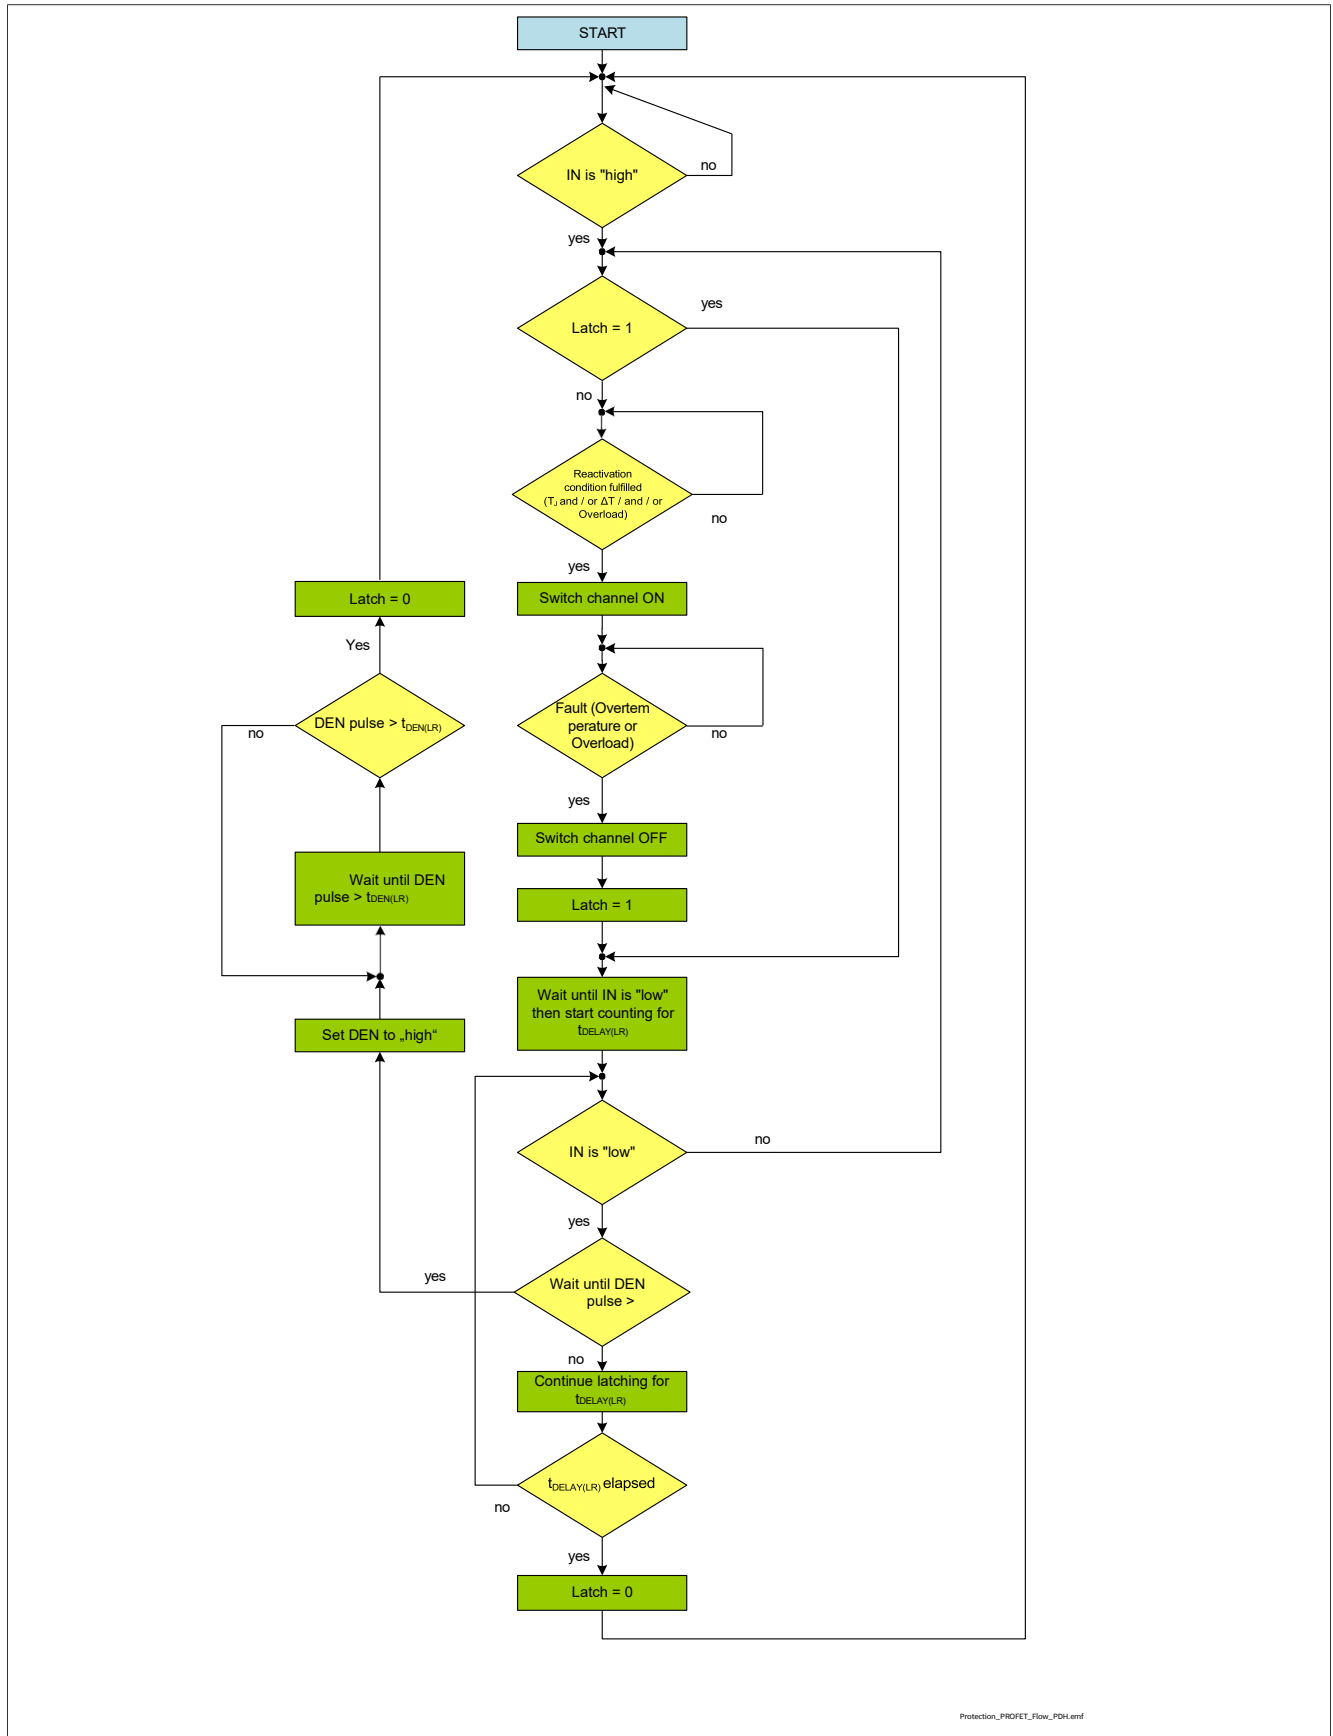 START
IN is "high"
no
yes
Latch = 1
yes
no
Reactivation
condition fulfilled
(TJ and / or ΔT / and / or
Overload)
no
yes
Switch channel ON
Fault (Overtem
perature or
Overload)
no
yes
Switch channel OFF
Latch = 1
Wait until IN is "low"
then start counting for
tDELAY(LR)
IN is "low"
no
yes
Wait until DEN
pulse >
yes
no
Continue latching for
tDELAY(LR)
tDELAY(LR) elapsed
no
yes
Latch = 0
Set DEN to „high“
Wait until DEN
pulse > tDEN(LR)
DEN pulse > tDEN(LR)
no
Yes
Latch = 0
Protection_PROFET_Flow_PDH.emf